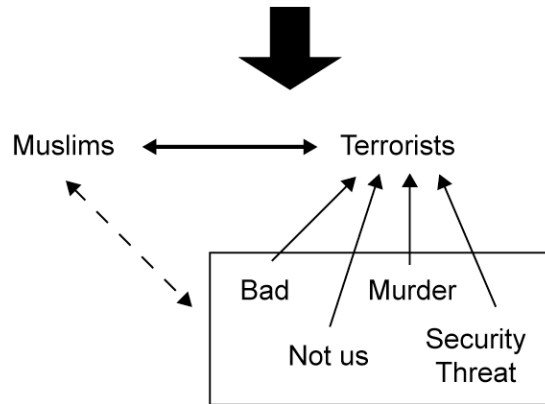 Muslims
Terrorists
Bad
Murder
Not us
Security
Threat